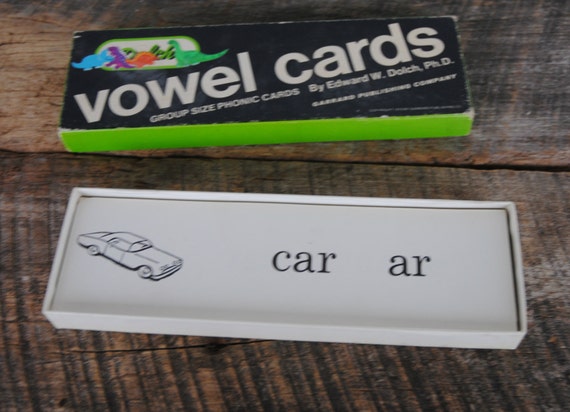 vowel cards
GROUP SIZE PHONIC CARDS By Edward W. Dolch, Ph.D.
GARRARD PUBLISHING COMPANY
car ar